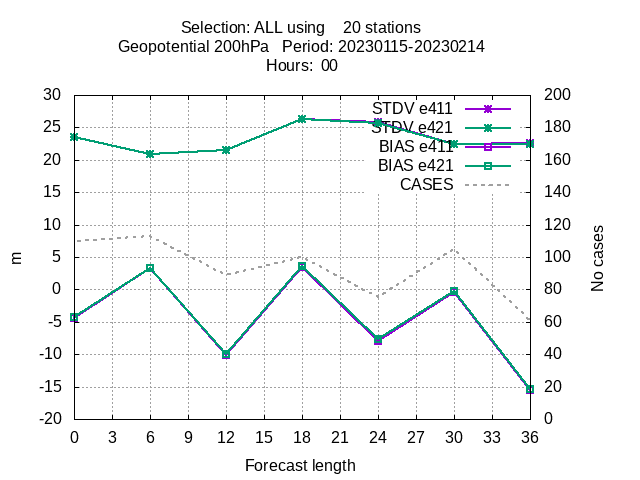 Selection: ALL using    20 stations
Geopotential 200hPa   Period: 20230115-20230214
Hours:  00
30 200
STDV e411
25 STDV e421 180
BIAS e411
20 BIAS e421 160
CASES
15 140
10 120
5 100
m
No cases
0 80
-5 60
-10 40
-15 20
-20 0
0 3 6 9 12 15 18 21 24 27 30 33 36
Forecast length